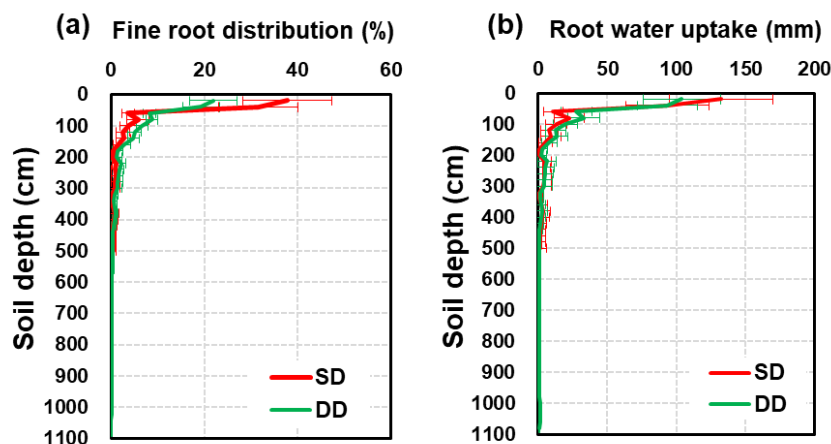 (a) Fine root distribution (%)
0 20 40 60
0
100
200
300
400
500
600
700
800
900
1000
1100
Soil depth (cm)
SD
DD
(b) Root water uptake (mm)
0 50 100 150 200
0
100
200
300
400
500
600
700
800
900
1000
1100
Soil depth (cm)
SD
DD